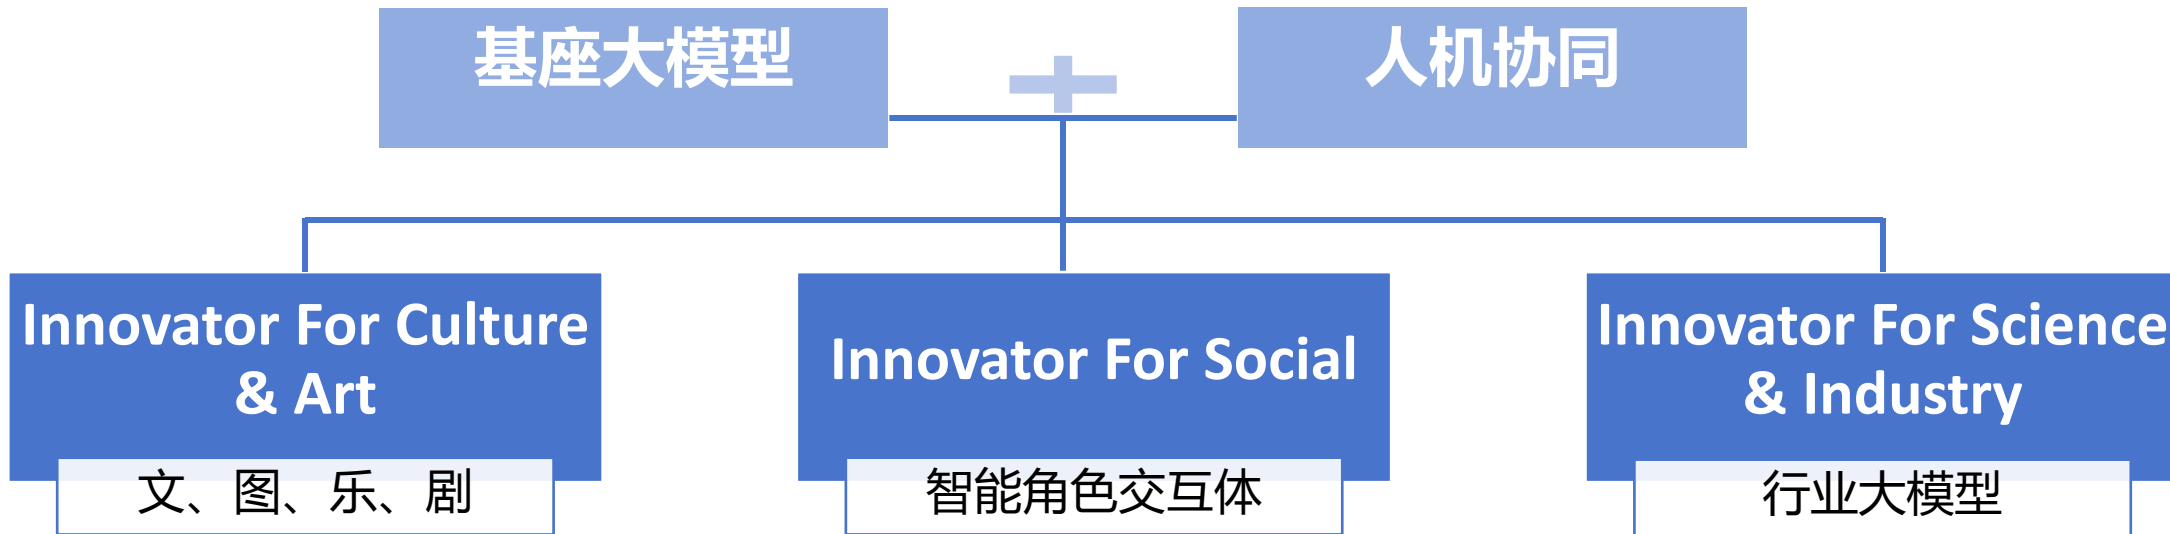 基座大模型
人机协同
Innovator For Culture
& Art
文、图、乐、剧
Innovator For Social
智能角色交互体
Innovator For Science
& Industry
行业大模型